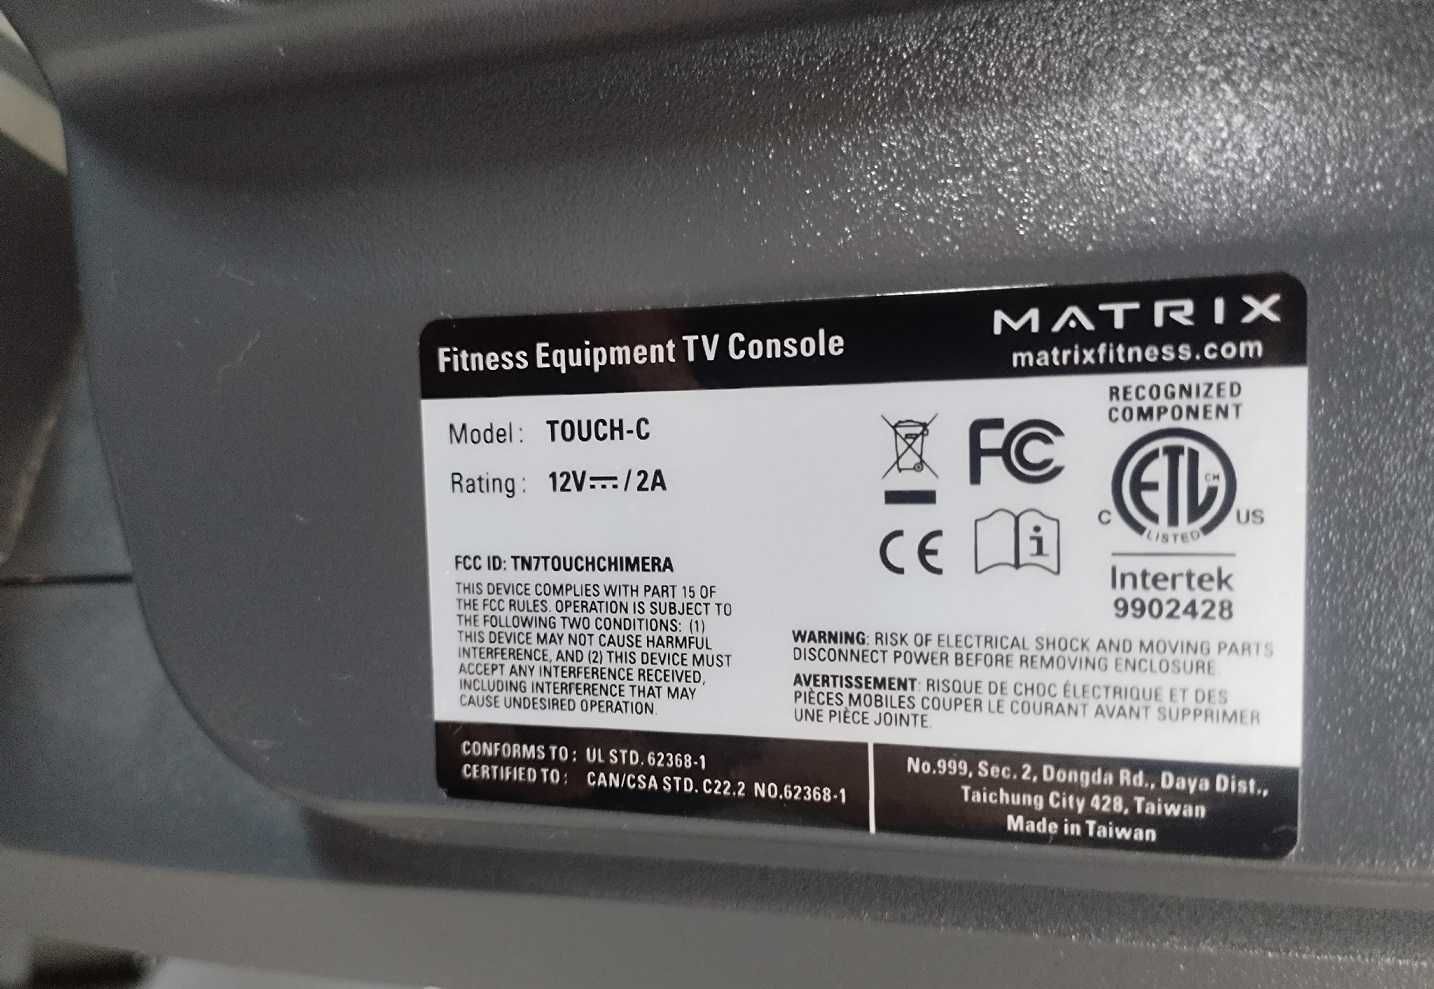 Fitness Equipment TV Console
MATRIX
matrixfitness.com
Model: TOUCH-C
Rating: 12V⎓/2A
FCC ID: TN7TOUCHCHIMERA
THIS DEVICE COMPLIES WITH PART 15 OF
THE FCC RULES. OPERATION IS SUBJECT TO
THE FOLLOWING TWO CONDITIONS: (1)
THIS DEVICE MAY NOT CAUSE HARMFUL
INTERFERENCE, AND (2) THIS DEVICE MUST
ACCEPT ANY INTERFERENCE RECEIVED,
INCLUDING INTERFERENCE THAT MAY
CAUSE UNDESIRED OPERATION.
FC
CE
i
RECOGNIZED
COMPONENT
ETL CM
C US
LISTED
Intertek
9902428
WARNING: RISK OF ELECTRICAL SHOCK AND MOVING PARTS
DISCONNECT POWER BEFORE REMOVING ENCLOSURE.
AVERTISSEMENT: RISQUE DE CHOC ÉLECTRIQUE ET DES
PIÈCES MOBILES COUPER LE COURANT AVANT SUPPRIMER
UNE PIÈCE JOINTE.
CONFORMS TO: UL STD. 62368-1
CERTIFIED TO: CAN/CSA STD. C22.2 NO.62368-1
No.999, Sec. 2, Dongda Rd., Daya Dist.,
Taichung City 428, Taiwan
Made in Taiwan